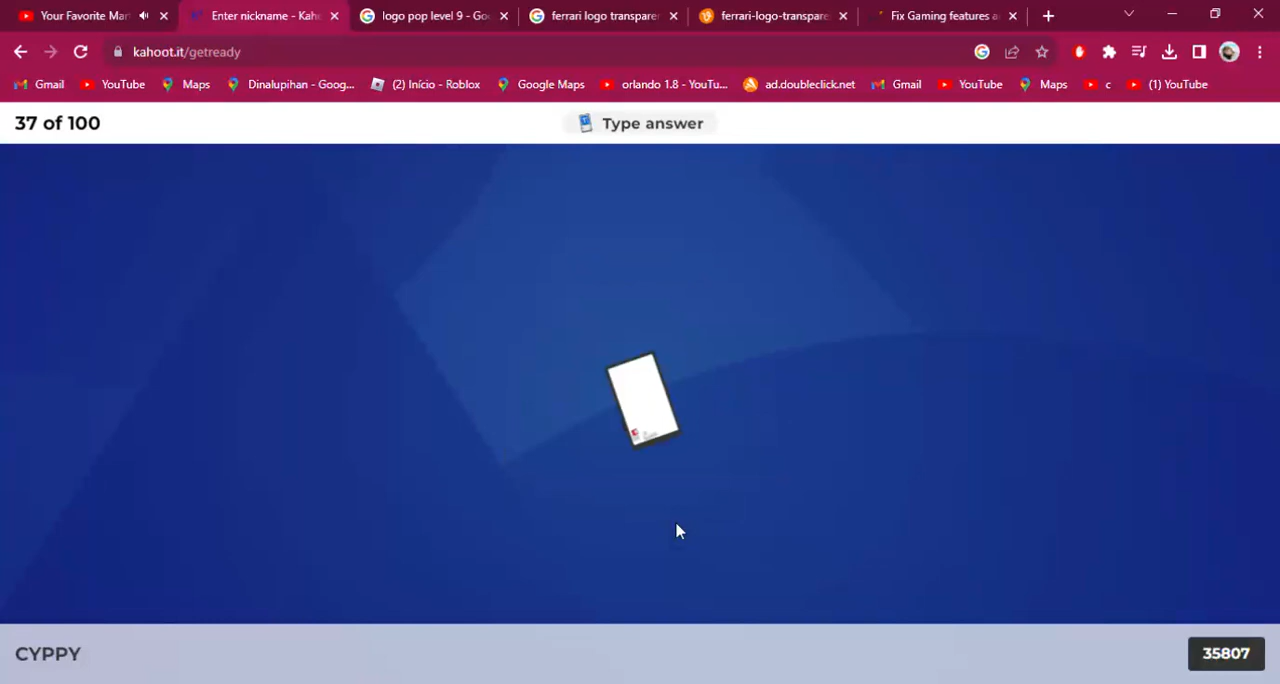 Your Favorite Mar
Enter nickname - Kah
logo pop level 9 - Go
ferrari logo transparen
ferrari-logo-transpare
Fix Gaming features a
kahoot.it/getready
Gmail
YouTube
Maps
Dinalupihan - Goog...
(2) Início - Roblox
Google Maps
orlando 1.8 - YouTu...
ad.doubleclick.net
Gmail
YouTube
Maps
c
(1) YouTube
37 of 100
Type answer
CYPPY
35807